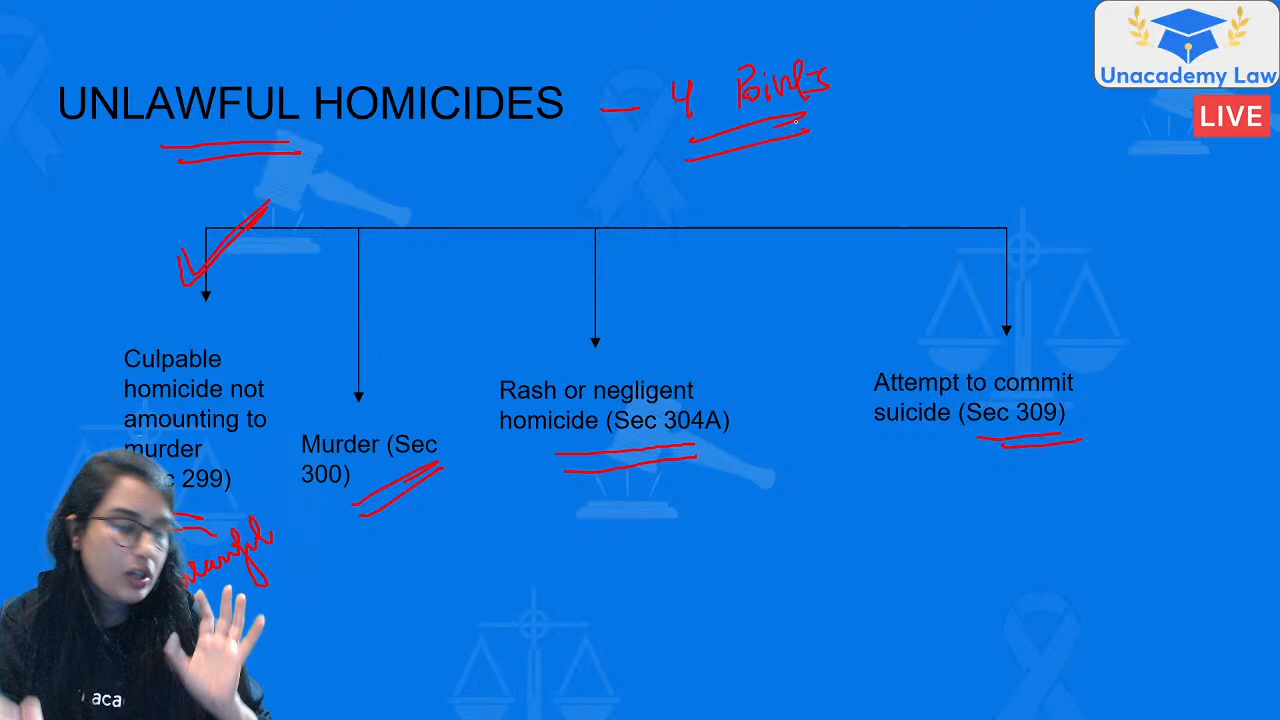 Unacademy Law
LIVE
UNLAWFUL HOMICIDES — 4 Points
Culpable
homicide not
amounting to
murder
299)
Murder (Sec
300)
Rash or negligent
homicide (Sec 304A)
Attempt to commit
suicide (Sec 309)
aca